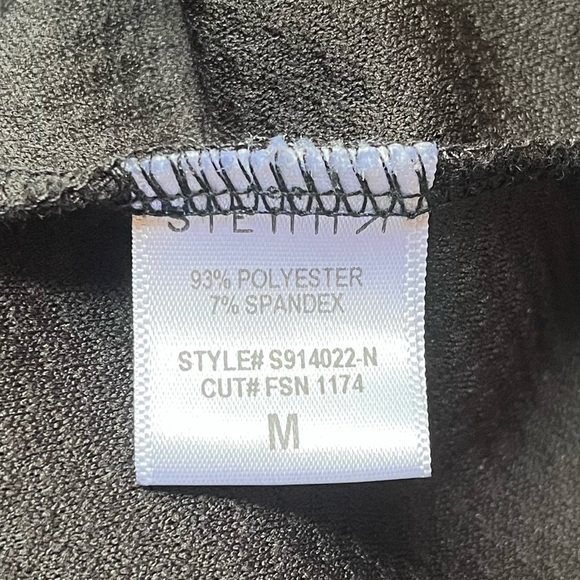 93% POLYESTER
7% SPANDEX
STYLE# S914022-N
CUT# FSN 1174
M